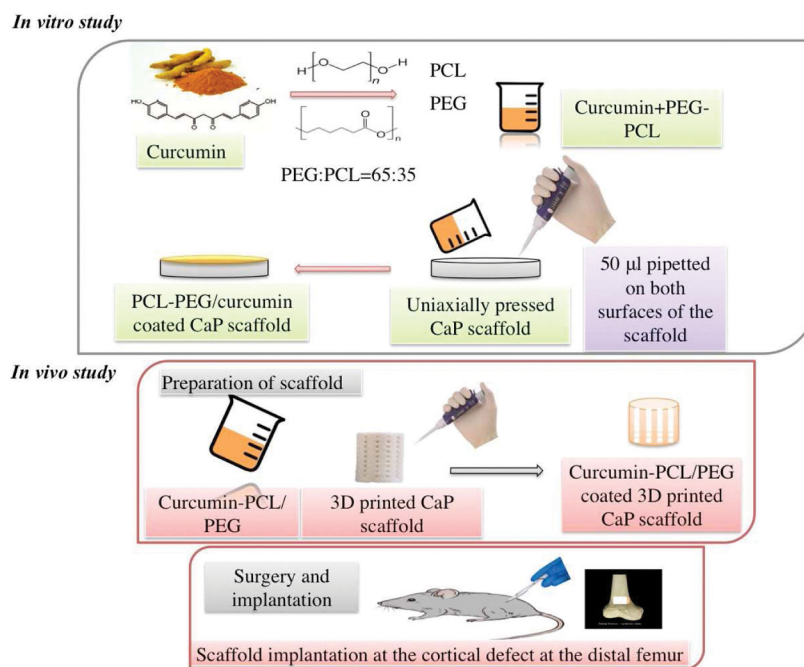 In vitro study
HO
OH
O
O
H
O
O
H
n
PCL
PEG
O
O
n
Curcumin
PEG:PCL=65:35
Curcumin+PEG-
PCL
PCL-PEG/curcumin
coated CaP scaffold
Uniaxially pressed
CaP scaffold
50 µl pipetted
on both
surfaces of the
scaffold
In vivo study
Preparation of scaffold
Curcumin-PCL/
PEG
3D printed CaP
scaffold
Curcumin-PCL/PEG
coated 3D printed
CaP scaffold
Surgery and
implantation
Scaffold implantation at the cortical defect at the distal femur